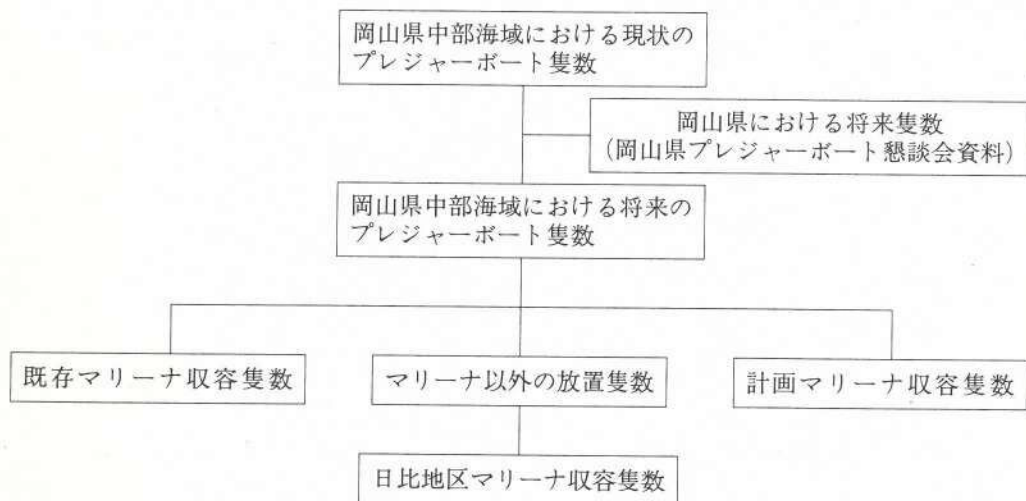 岡山県中部海域における現状の
プレジャーボート隻数
岡山県における将来隻数
(岡山県プレジャーボート懇談会資料)
岡山県中部海域における将来の
プレジャーボート隻数
既存マリーナ収容隻数
マリーナ以外の放置隻数
計画マリーナ収容隻数
日比地区マリーナ収容隻数